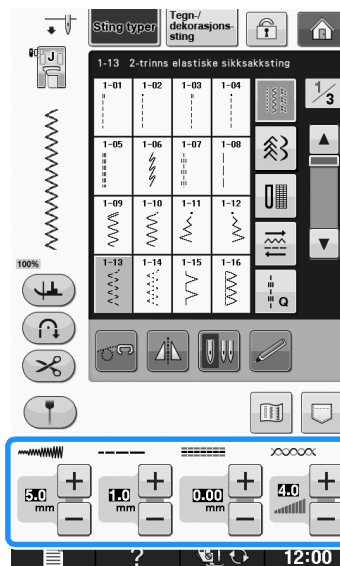 Sting typer
Tegn-/
dekorasjons-
sting
J
1-13 2-trinns elastiske sikksakksting
1/3
1-01 1-02 1-03 1-04
1-05 1-06 1-07 1-08
1-09 1-10 1-11 1-12
1-13 1-14 1-15 1-16
Q
100%
5.0 mm
1.0 mm
0.00 mm
4.0
12:00